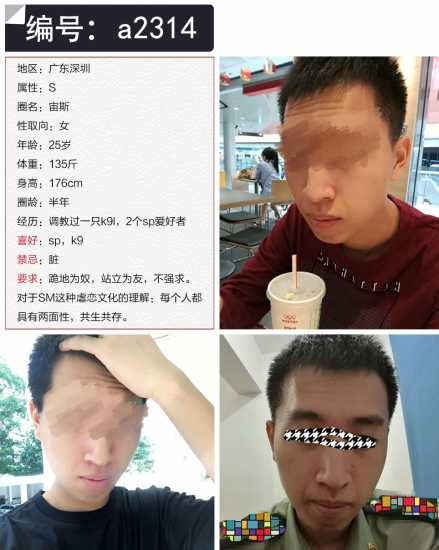 编号：a2314
地区：广东深圳
属性：S
圈名：宙斯
性取向：女
年龄：25岁
体重：135斤
身高：176cm
圈龄：半年
经历：调教过一只k9l，2个sp爱好者
喜好：sp，k9
禁忌：脏
要求：跪地为奴，站立为友，不强求。
对于SM这种虐恋文化的理解：每个人都
具有两面性，共生共存。